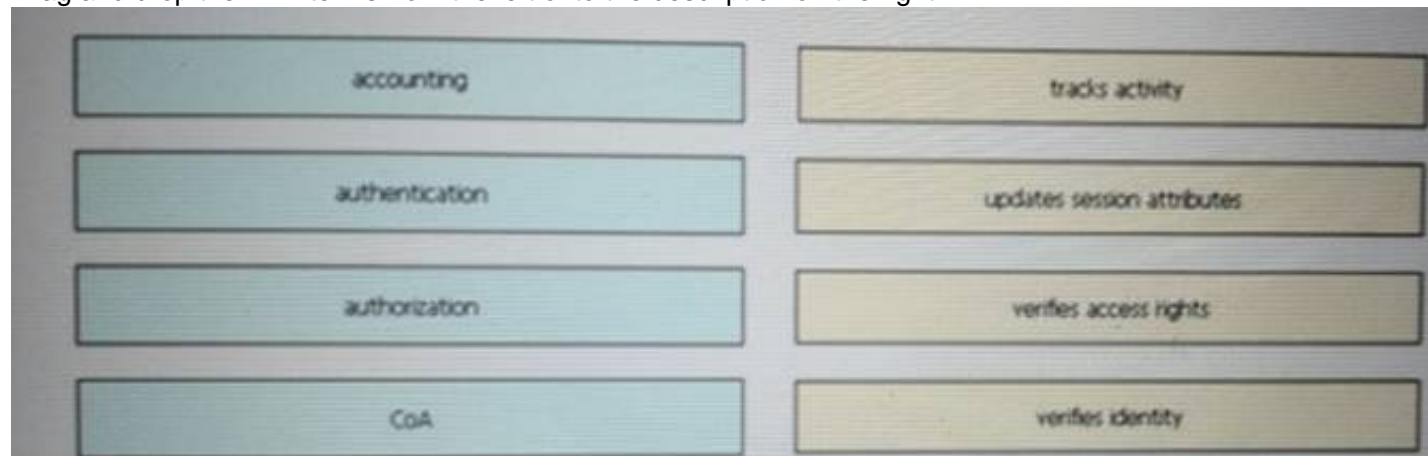 accounting
tracks activity
authentication
updates session attributes
authorization
verifies access rights
CoA
verifies identity